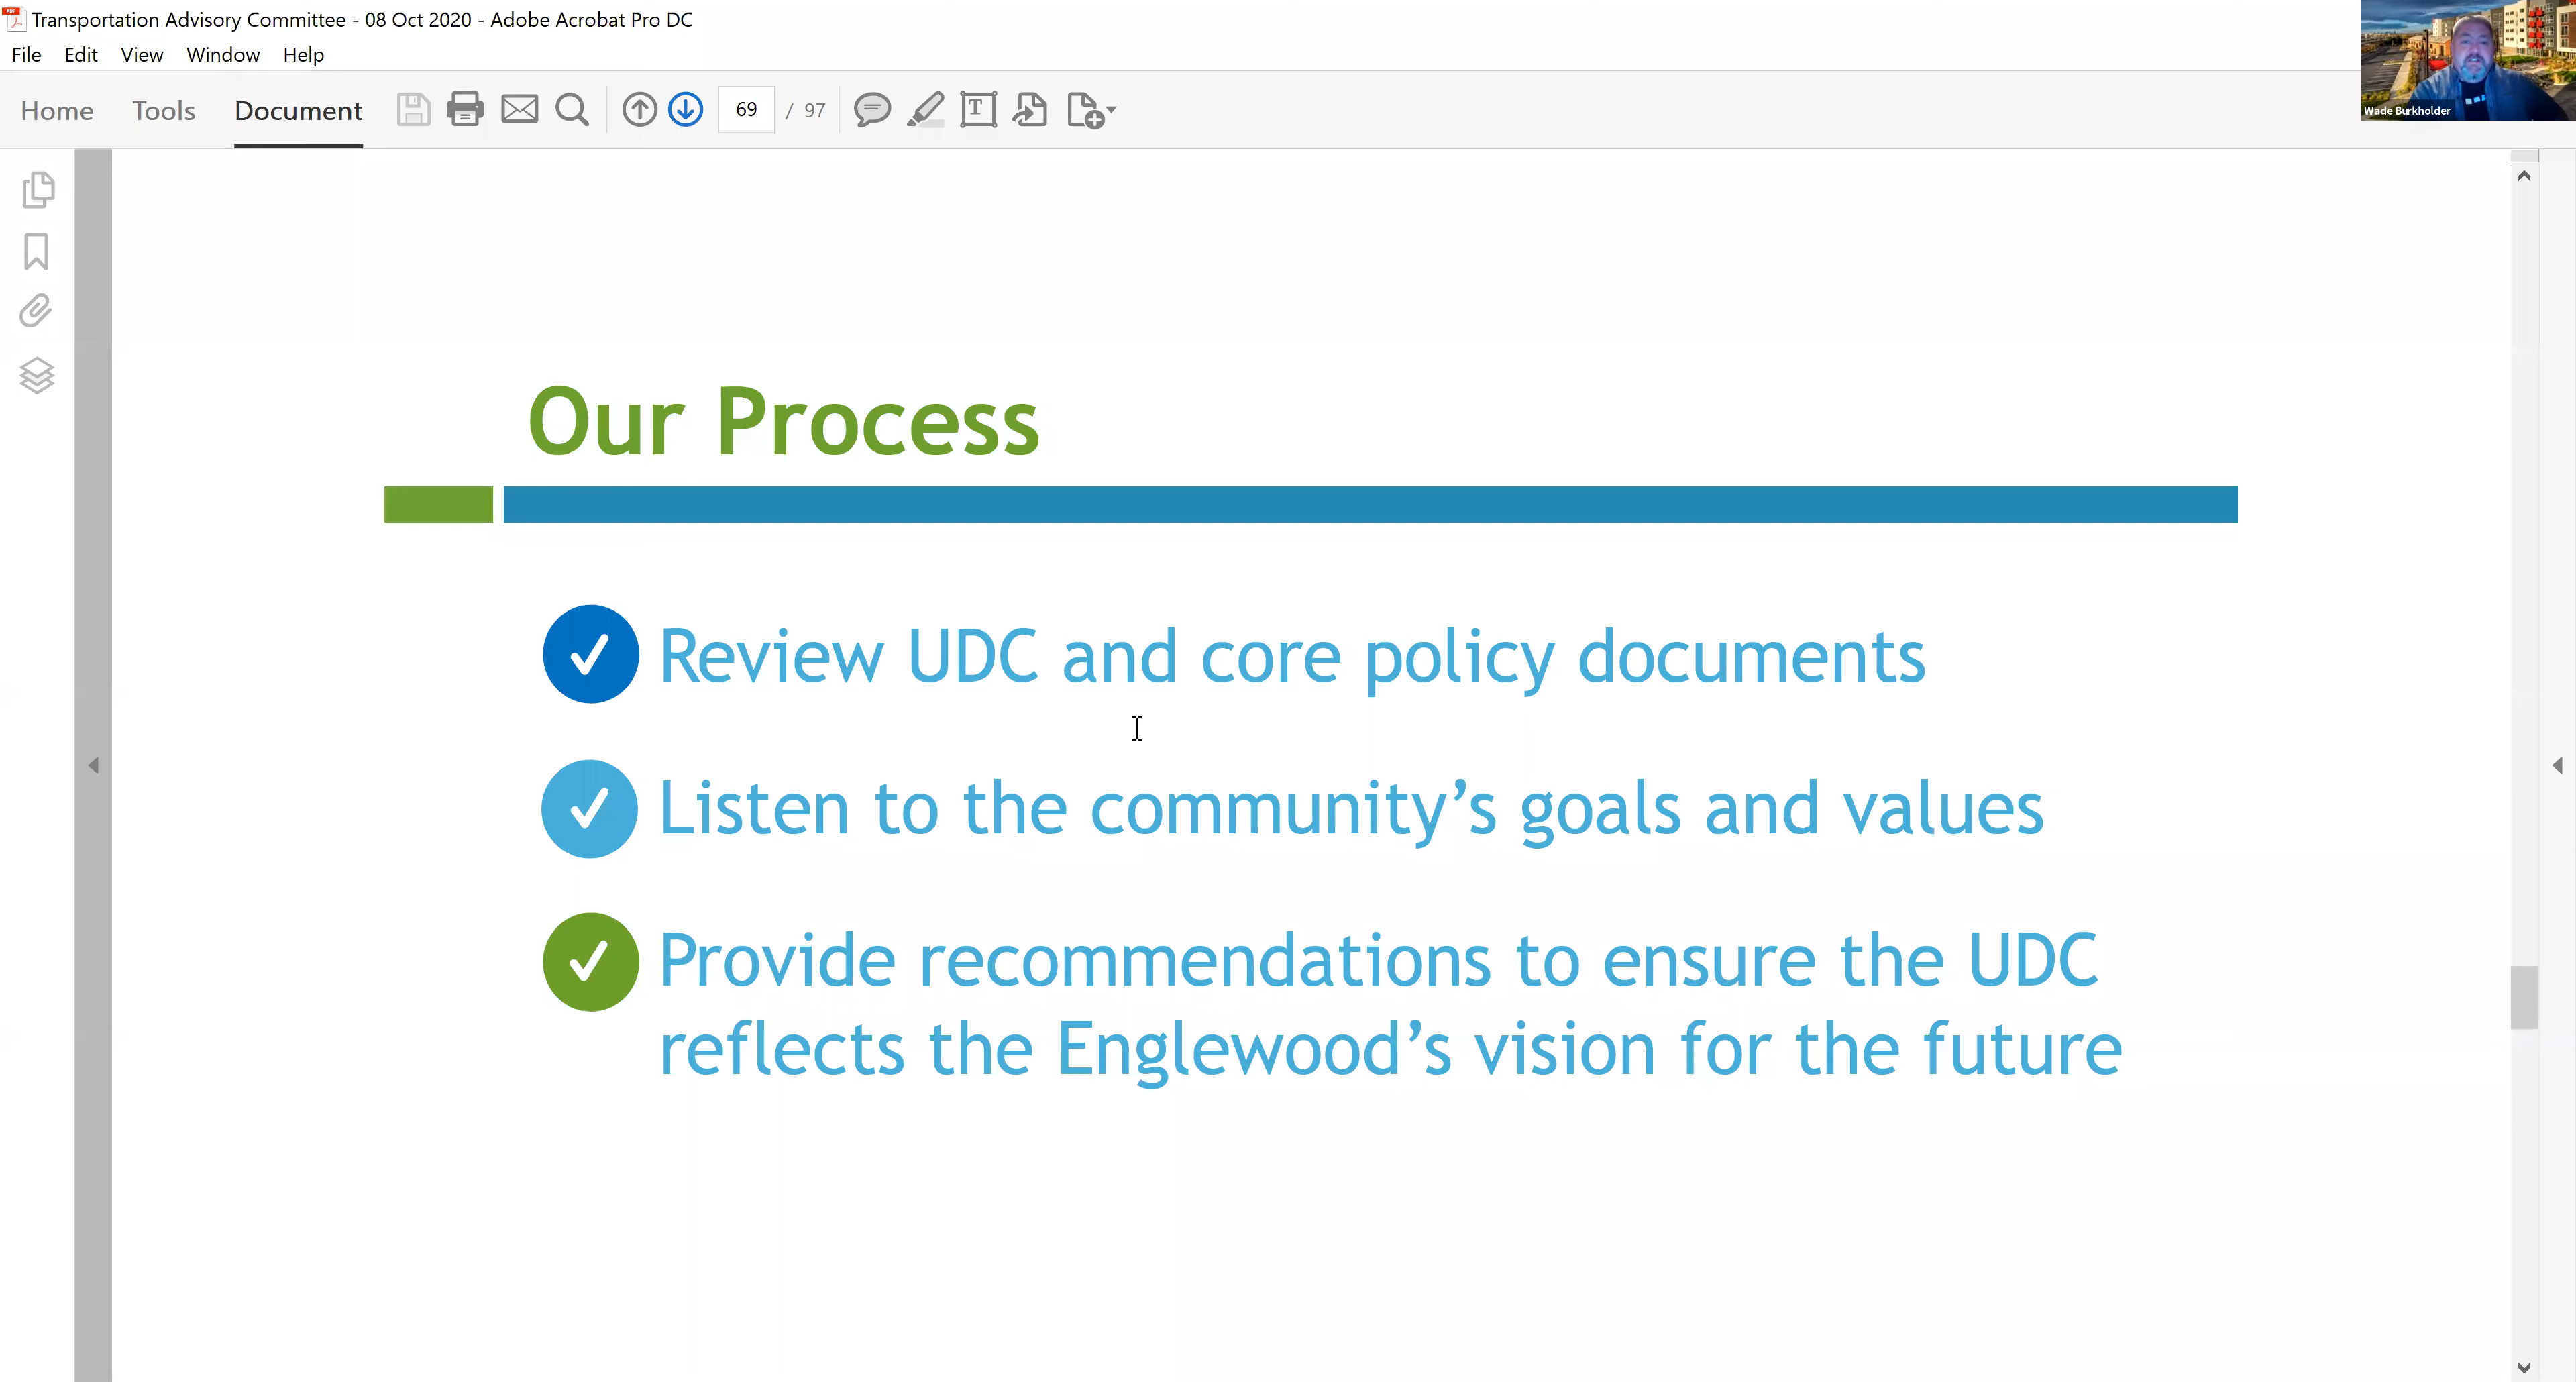 Transportation Advisory Committee - 08 Oct 2020 - Adobe Acrobat Pro DC
File Edit View Window Help
Wade Burkholder
Home Tools Document 69 / 97
Our Process
Review UDC and core policy documents
Listen to the community’s goals and values
Provide recommendations to ensure the UDC
reflects the Englewood’s vision for the future